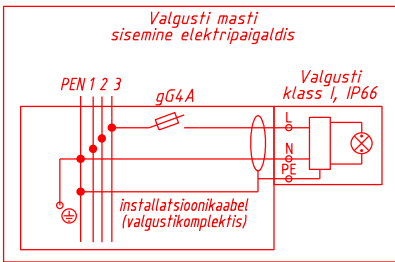 Valgusti masti
sisemine elektripaigaldis
Valgusti
klass I, IP66
PEN 1 2 3
gG4A
L
N
PE
installatsioonikaabel
(valgustikomplektis)